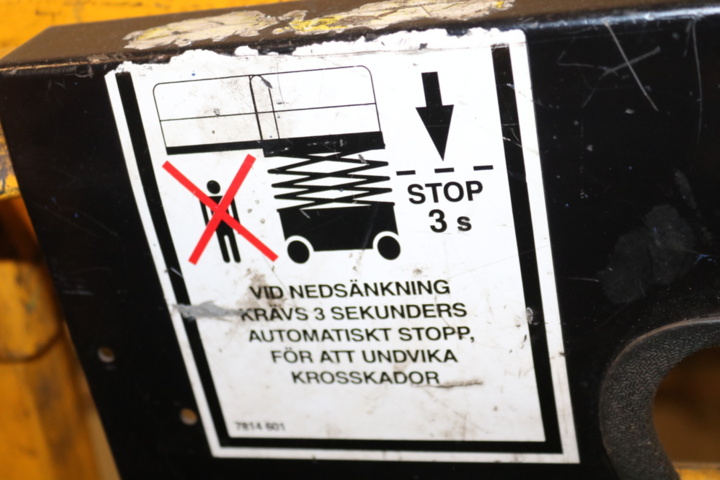 STOP
3 s
VID NEDSÄNKNING
KRÄVS 3 SEKUNDERS
AUTOMATISKT STOPP,
FÖR ATT UNDVIKA
KROSSKADOR
7814 601